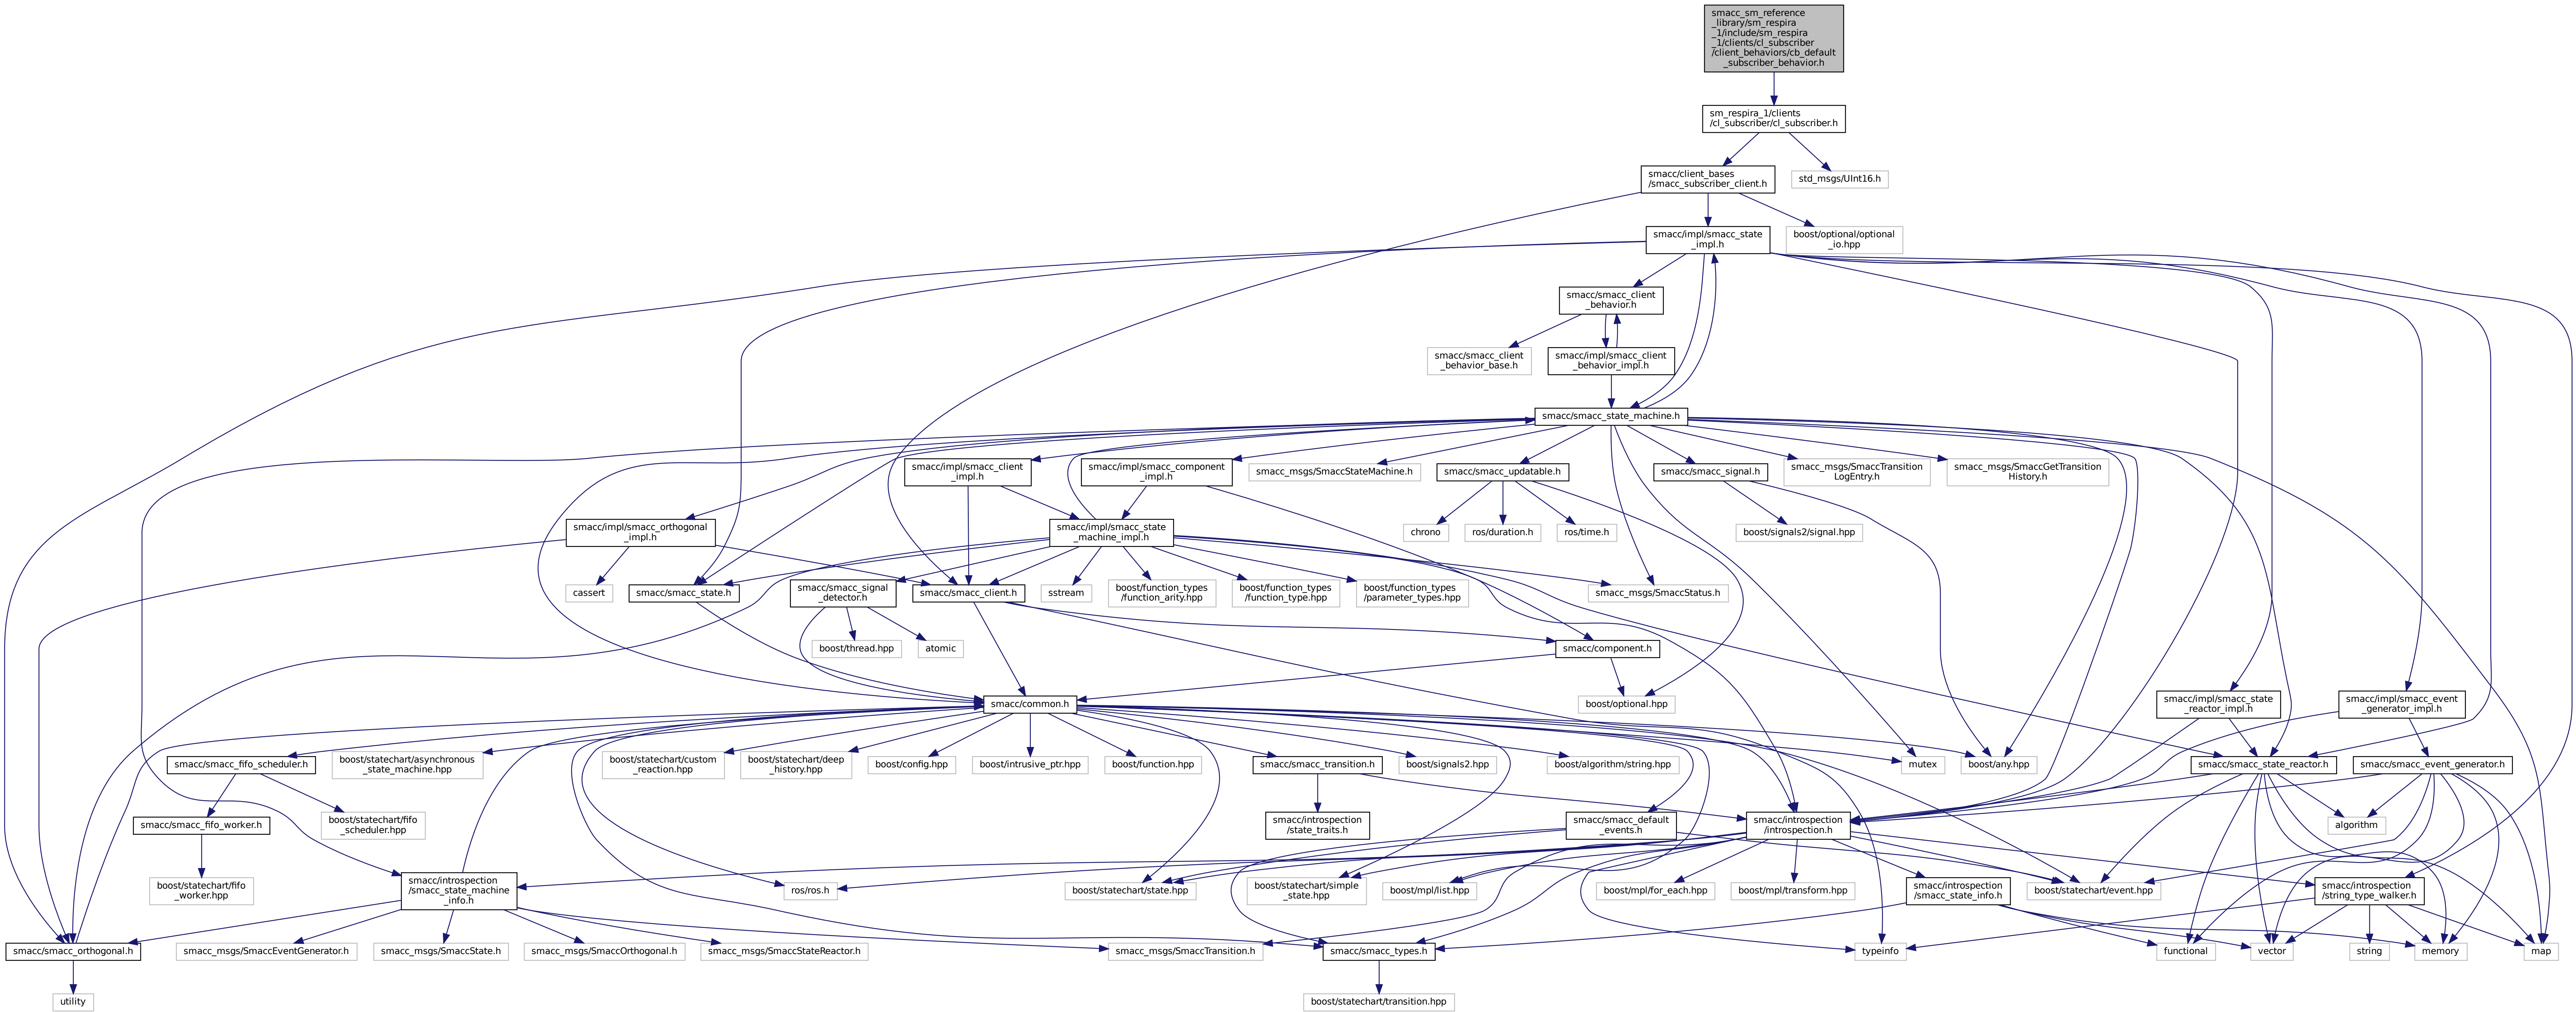 smacc_sm_reference
_library/sm_respira
_1/include/sm_respira
_1/clients/cl_subscriber
/client_behaviors/cb_default
_subscriber_behavior.h
sm_respira_1/clients
/cl_subscriber/cl_subscriber.h
smacc/client_bases
/smacc_subscriber_client.h
std_msgs/UInt16.h
smacc/impl/smacc_state
_impl.h
boost/optional/optional
_io.hpp
smacc/smacc_client
_behavior.h
smacc/smacc_client
_behavior_base.h
smacc/impl/smacc_client
_behavior_impl.h
smacc/smacc_state_machine.h
smacc/impl/smacc_client
_impl.h
smacc/impl/smacc_component
_impl.h
smacc_msgs/SmaccStateMachine.h
smacc/smacc_updatable.h
smacc/smacc_signal.h
smacc_msgs/SmaccTransition
LogEntry.h
smacc_msgs/SmaccGetTransition
History.h
smacc/impl/smacc_orthogonal
_impl.h
smacc/impl/smacc_state
_machine_impl.h
chrono
ros/duration.h
ros/time.h
boost/signals2/signal.hpp
cassert
smacc/smacc_state.h
smacc/smacc_signal
_detector.h
smacc/smacc_client.h
sstream
boost/function_types
/function_arity.hpp
boost/function_types
/function_type.hpp
boost/function_types
/parameter_types.hpp
smacc_msgs/SmaccStatus.h
boost/thread.hpp
atomic
smacc/component.h
smacc/common.h
boost/optional.hpp
smacc/impl/smacc_state
_reactor_impl.h
smacc/impl/smacc_event
_generator_impl.h
smacc/smacc_fifo_scheduler.h
boost/statechart/asynchronous
_state_machine.hpp
boost/statechart/custom
_reaction.hpp
boost/statechart/deep
_history.hpp
boost/config.hpp
boost/intrusive_ptr.hpp
boost/function.hpp
smacc/smacc_transition.h
boost/signals2.hpp
boost/algorithm/string.hpp
mutex
boost/any.hpp
smacc/smacc_state_reactor.h
smacc/smacc_event_generator.h
smacc/smacc_fifo_worker.h
boost/statechart/fifo
_scheduler.hpp
smacc/introspection
/state_traits.h
smacc/smacc_default
_events.h
smacc/introspection
/introspection.h
algorithm
boost/statechart/fifo
_worker.hpp
smacc/introspection
/smacc_state_machine
_info.h
ros/ros.h
boost/statechart/state.hpp
boost/statechart/simple
_state.hpp
boost/mpl/list.hpp
boost/mpl/for_each.hpp
boost/mpl/transform.hpp
smacc/introspection
/smacc_state_info.h
boost/statechart/event.hpp
smacc/introspection
/string_type_walker.h
smacc/smacc_orthogonal.h
smacc_msgs/SmaccEventGenerator.h
smacc_msgs/SmaccState.h
smacc_msgs/SmaccOrthogonal.h
smacc_msgs/SmaccStateReactor.h
smacc_msgs/SmaccTransition.h
smacc/smacc_types.h
typeinfo
functional
vector
string
memory
map
utility
boost/statechart/transition.hpp